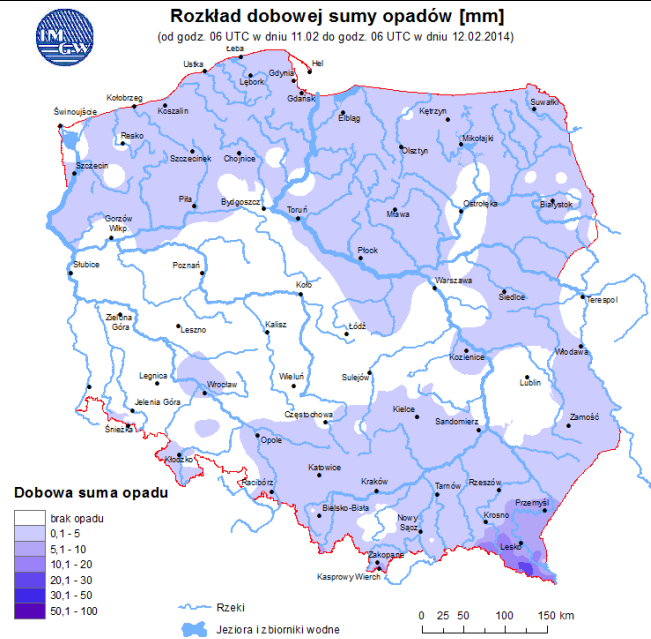 IM
GW
Rozkład dobowej sumy opadów [mm]
(od godz. 06 UTC w dniu 11.02 do godz. 06 UTC w dniu 12.02.2014)
Łeba
Ustka
Hel
Gdynia
Lębork
Gdańsk
Kołobrzeg
Koszalin
Świnoujście
Elbląg
Kętrzyn
Suwałki
Resko
Mikołajki
Olsztyn
Szczecinek
Chojnice
Szczecin
Piła
Bydgoszcz
Toruń
Mława
Ostrołęka
Białystok
Gorzów
Wlkp.
Płock
Słubice
Poznań
Koło
Warszawa
Siedlce
Terespol
Zielona
Góra
Leszno
Kalisz
Łódź
Kozienice
Włodawa
Legnica
Wrocław
Wieluń
Sulejów
Lublin
Jelenia Góra
Śnieżka
Częstochowa
Kielce
Sandomierz
Zamość
Opole
Kłodzko
Katowice
Racibórz
Kraków
Tarnów
Rzeszów
Przemyśl
Bielsko-Biała
Nowy
Sącz
Krosno
Lesko
Zakopane
Kasprowy Wierch
Dobowa suma opadu
brak opadu
0,1 - 5
5,1 - 10
10,1 - 20
20,1 - 30
30,1 - 50
50,1 - 100
Rzeki
Jeziora i zbiorniki wodne
0 25 50 100 150 km